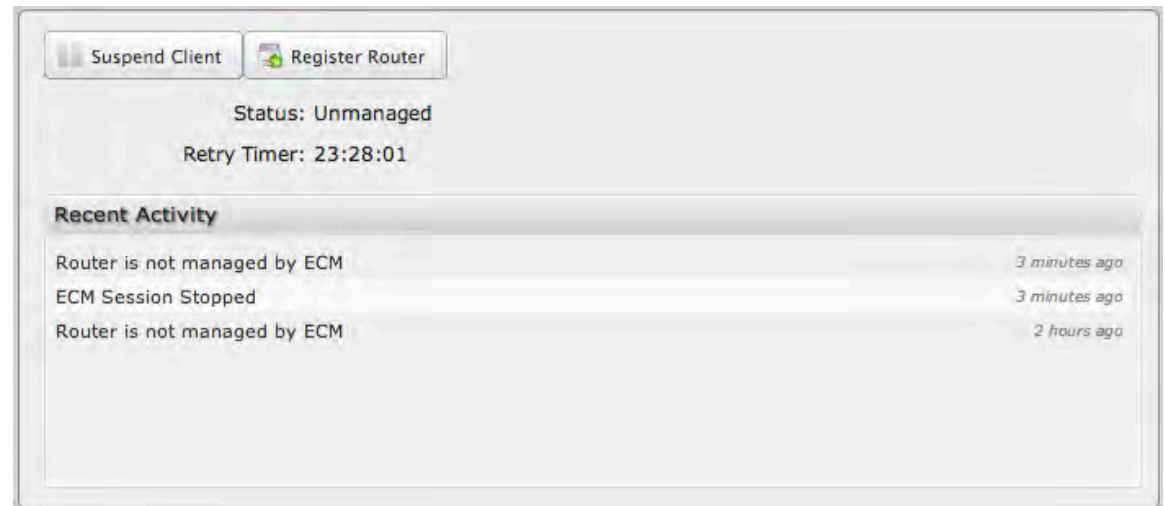 Suspend Client Register Router
Status: Unmanaged
Retry Timer: 23:28:01
Recent Activity
Router is not managed by ECM 3 minutes ago
ECM Session Stopped 3 minutes ago
Router is not managed by ECM 2 hours ago